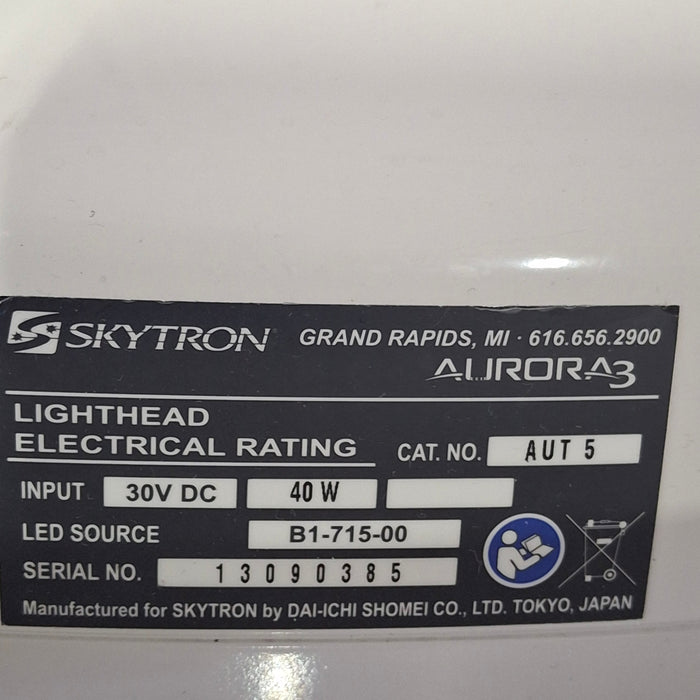 SKYTRON GRAND RAPIDS, MI · 616.656.2900
AURORA3
LIGHTHEAD
ELECTRICAL RATING CAT. NO. AUT 5
INPUT 30V DC 40 W
LED SOURCE B1-715-00
SERIAL NO. 13090385
Manufactured for SKYTRON by DAI-ICHI SHOMEI CO., LTD. TOKYO, JAPAN